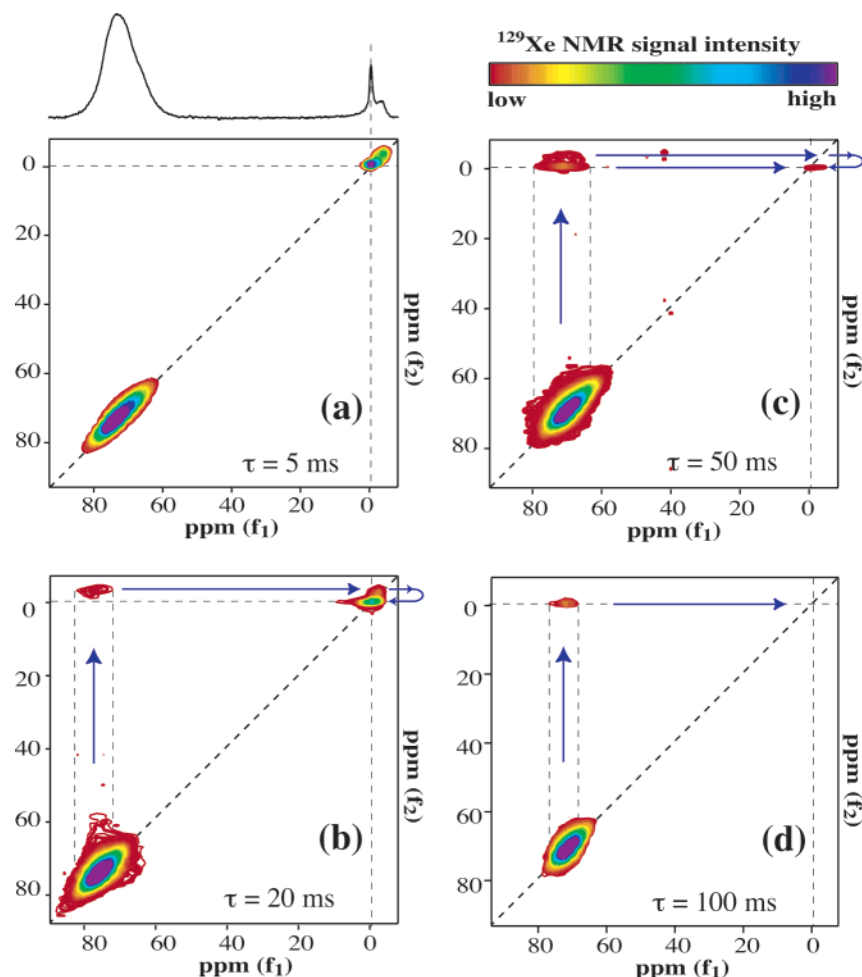 ¹²⁹Xe NMR signal intensity
low high
0
20
40
60
80
(a)
τ = 5 ms
80 60 40 20 0
ppm (f₁)
ppm (f₂)
0
20
40
60
80
(c)
τ = 50 ms
80 60 40 20 0
ppm (f₁)
ppm (f₂)
0
20
40
60
80
(b)
τ = 20 ms
80 60 40 20 0
ppm (f₁)
ppm (f₂)
0
20
40
60
80
(d)
τ = 100 ms
80 60 40 20 0
ppm (f₁)
ppm (f₂)